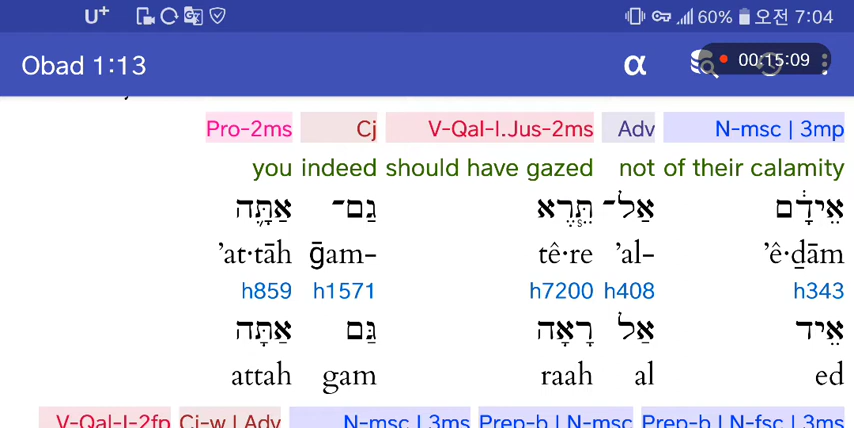 U+ 60% 오전 7:04
Obad 1:13 α 00:15:09
Pro-2ms Cj V-Qal-I.Jus-2ms Adv N-msc | 3mp
you indeed should have gazed not of their calamity
אֵידָ֔ם אַל־ תֵּ֧רֶא גַם־ אַתָּ֛ה
’at·tāh ḡam- tê·re ’al- ’ê·ḏām
h859 h1571 h7200 h408 h343
אֵיד אַל רָאָה גַּם אַתָּה
attah gam raah al ed
V-Qal-I-2fp Cj-w | Adv N-msc | 3ms Prep-b | N-msc Prep-b | N-fsc | 3ms